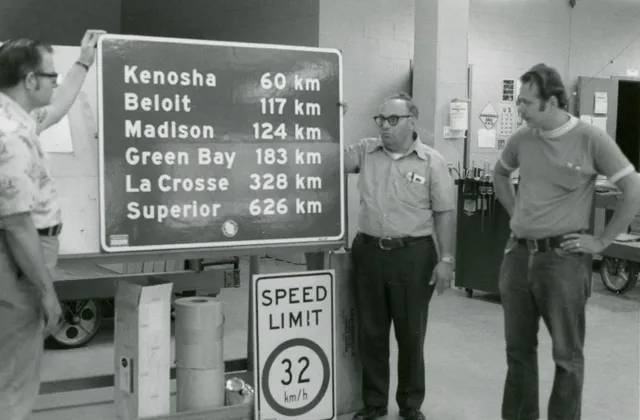 Kenosha 60 km
Beloit 117 km
Madison 124 km
Green Bay 183 km
La Crosse 328 km
Superior 626 km
SPEED
LIMIT
32
km/h